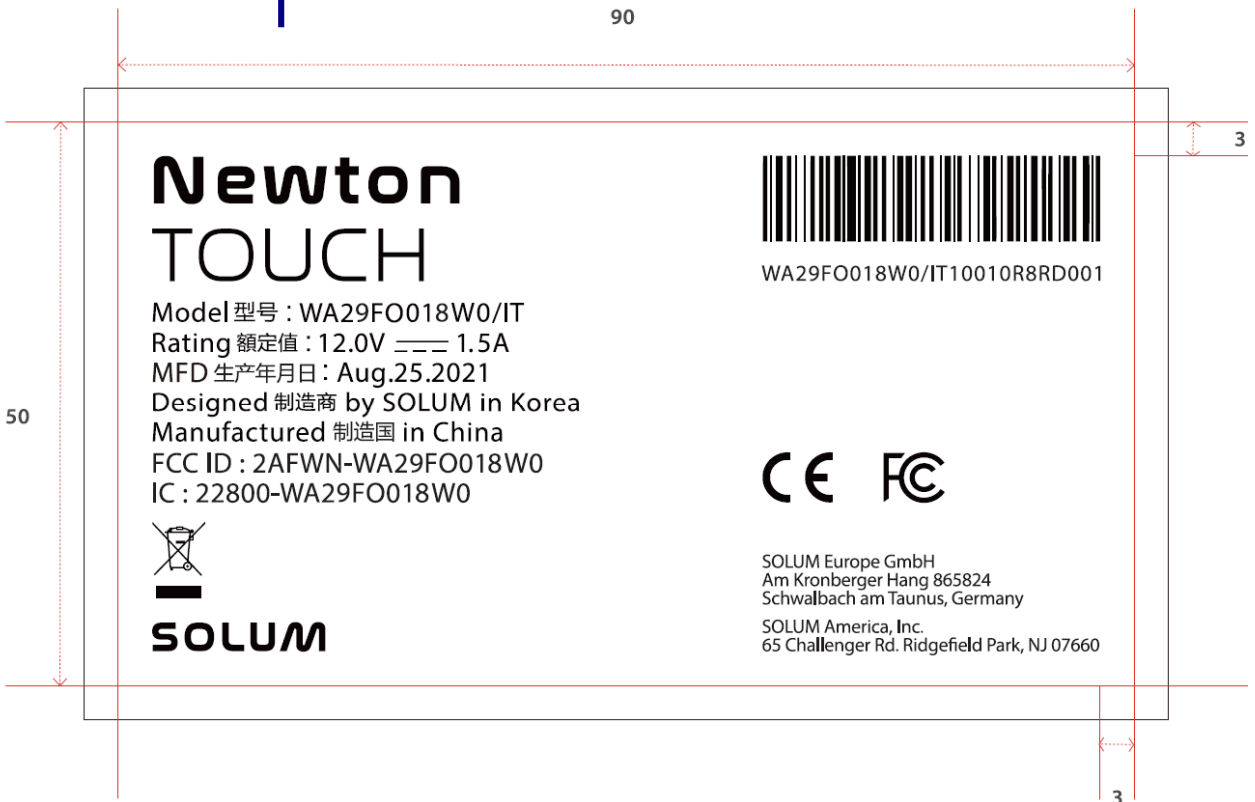 90
3
Newton
TOUCH
WA29FO018W0/IT10010R8RD001
Model 型号 : WA29FO018W0/IT
Rating 額定值 : 12.0V 1.5A
MFD 生产年月日 : Aug.25.2021
Designed 制造商 by SOLUM in Korea
Manufactured 制造国 in China
FCC ID : 2AFWN-WA29FO018W0
IC : 22800-WA29FO018W0
50
CE FC
SOLUM
SOLUM Europe GmbH
Am Kronberger Hang 865824
Schwalbach am Taunus, Germany
SOLUM America, Inc.
65 Challenger Rd. Ridgefield Park, NJ 07660
3